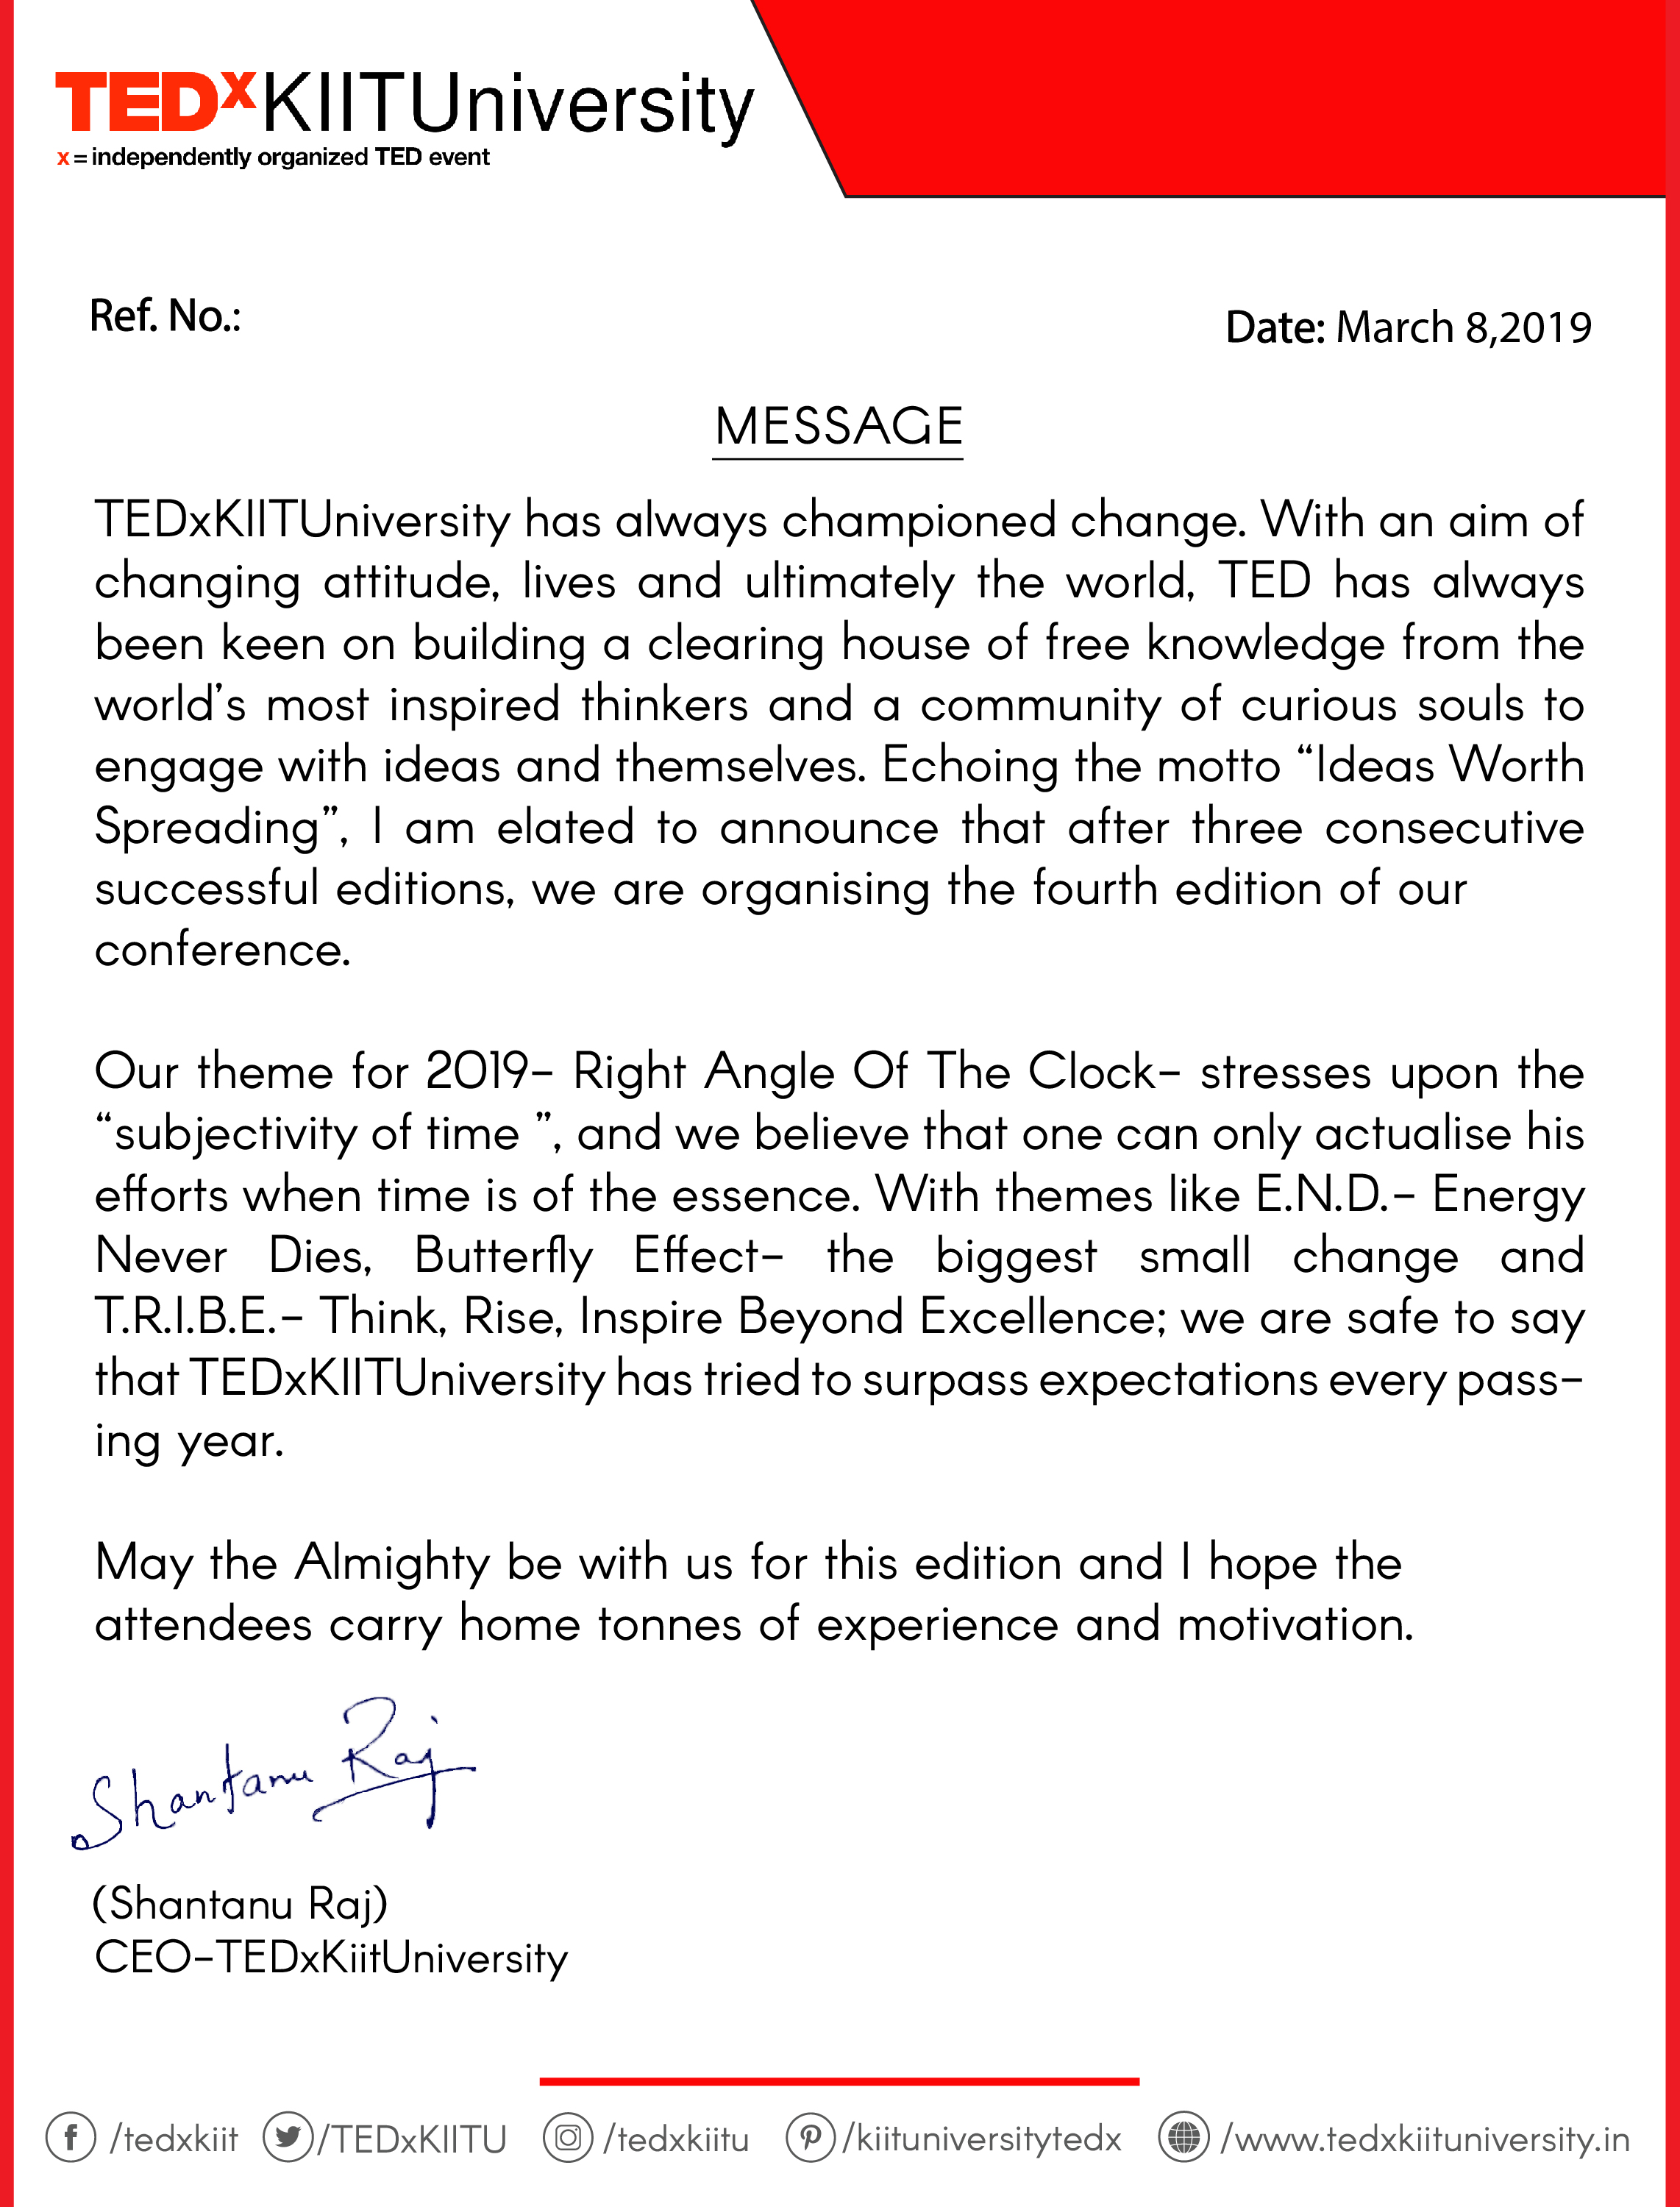 TEDxKIITUniversity
x = independently organized TED event
Ref. No.:
Date: March 8,2019
MESSAGE
TEDxKIITUniversity has always championed change. With an aim of
changing attitude, lives and ultimately the world, TED has always
been keen on building a clearing house of free knowledge from the
world’s most inspired thinkers and a community of curious souls to
engage with ideas and themselves. Echoing the motto “Ideas Worth
Spreading”, I am elated to announce that after three consecutive
successful editions, we are organising the fourth edition of our
conference.
Our theme for 2019- Right Angle Of The Clock- stresses upon the
“subjectivity of time ”, and we believe that one can only actualise his
efforts when time is of the essence. With themes like E.N.D.- Energy
Never Dies, Butterfly Effect- the biggest small change and
T.R.I.B.E.- Think, Rise, Inspire Beyond Excellence; we are safe to say
that TEDxKIITUniversity has tried to surpass expectations every pass-
ing year.
May the Almighty be with us for this edition and I hope the
attendees carry home tonnes of experience and motivation.
Shantanu Raj
(Shantanu Raj)
CEO-TEDxKiitUniversity
/tedxkiit /TEDxKIITU /tedxkiitu /kiituniversitytedx /www.tedxkiituniversity.in